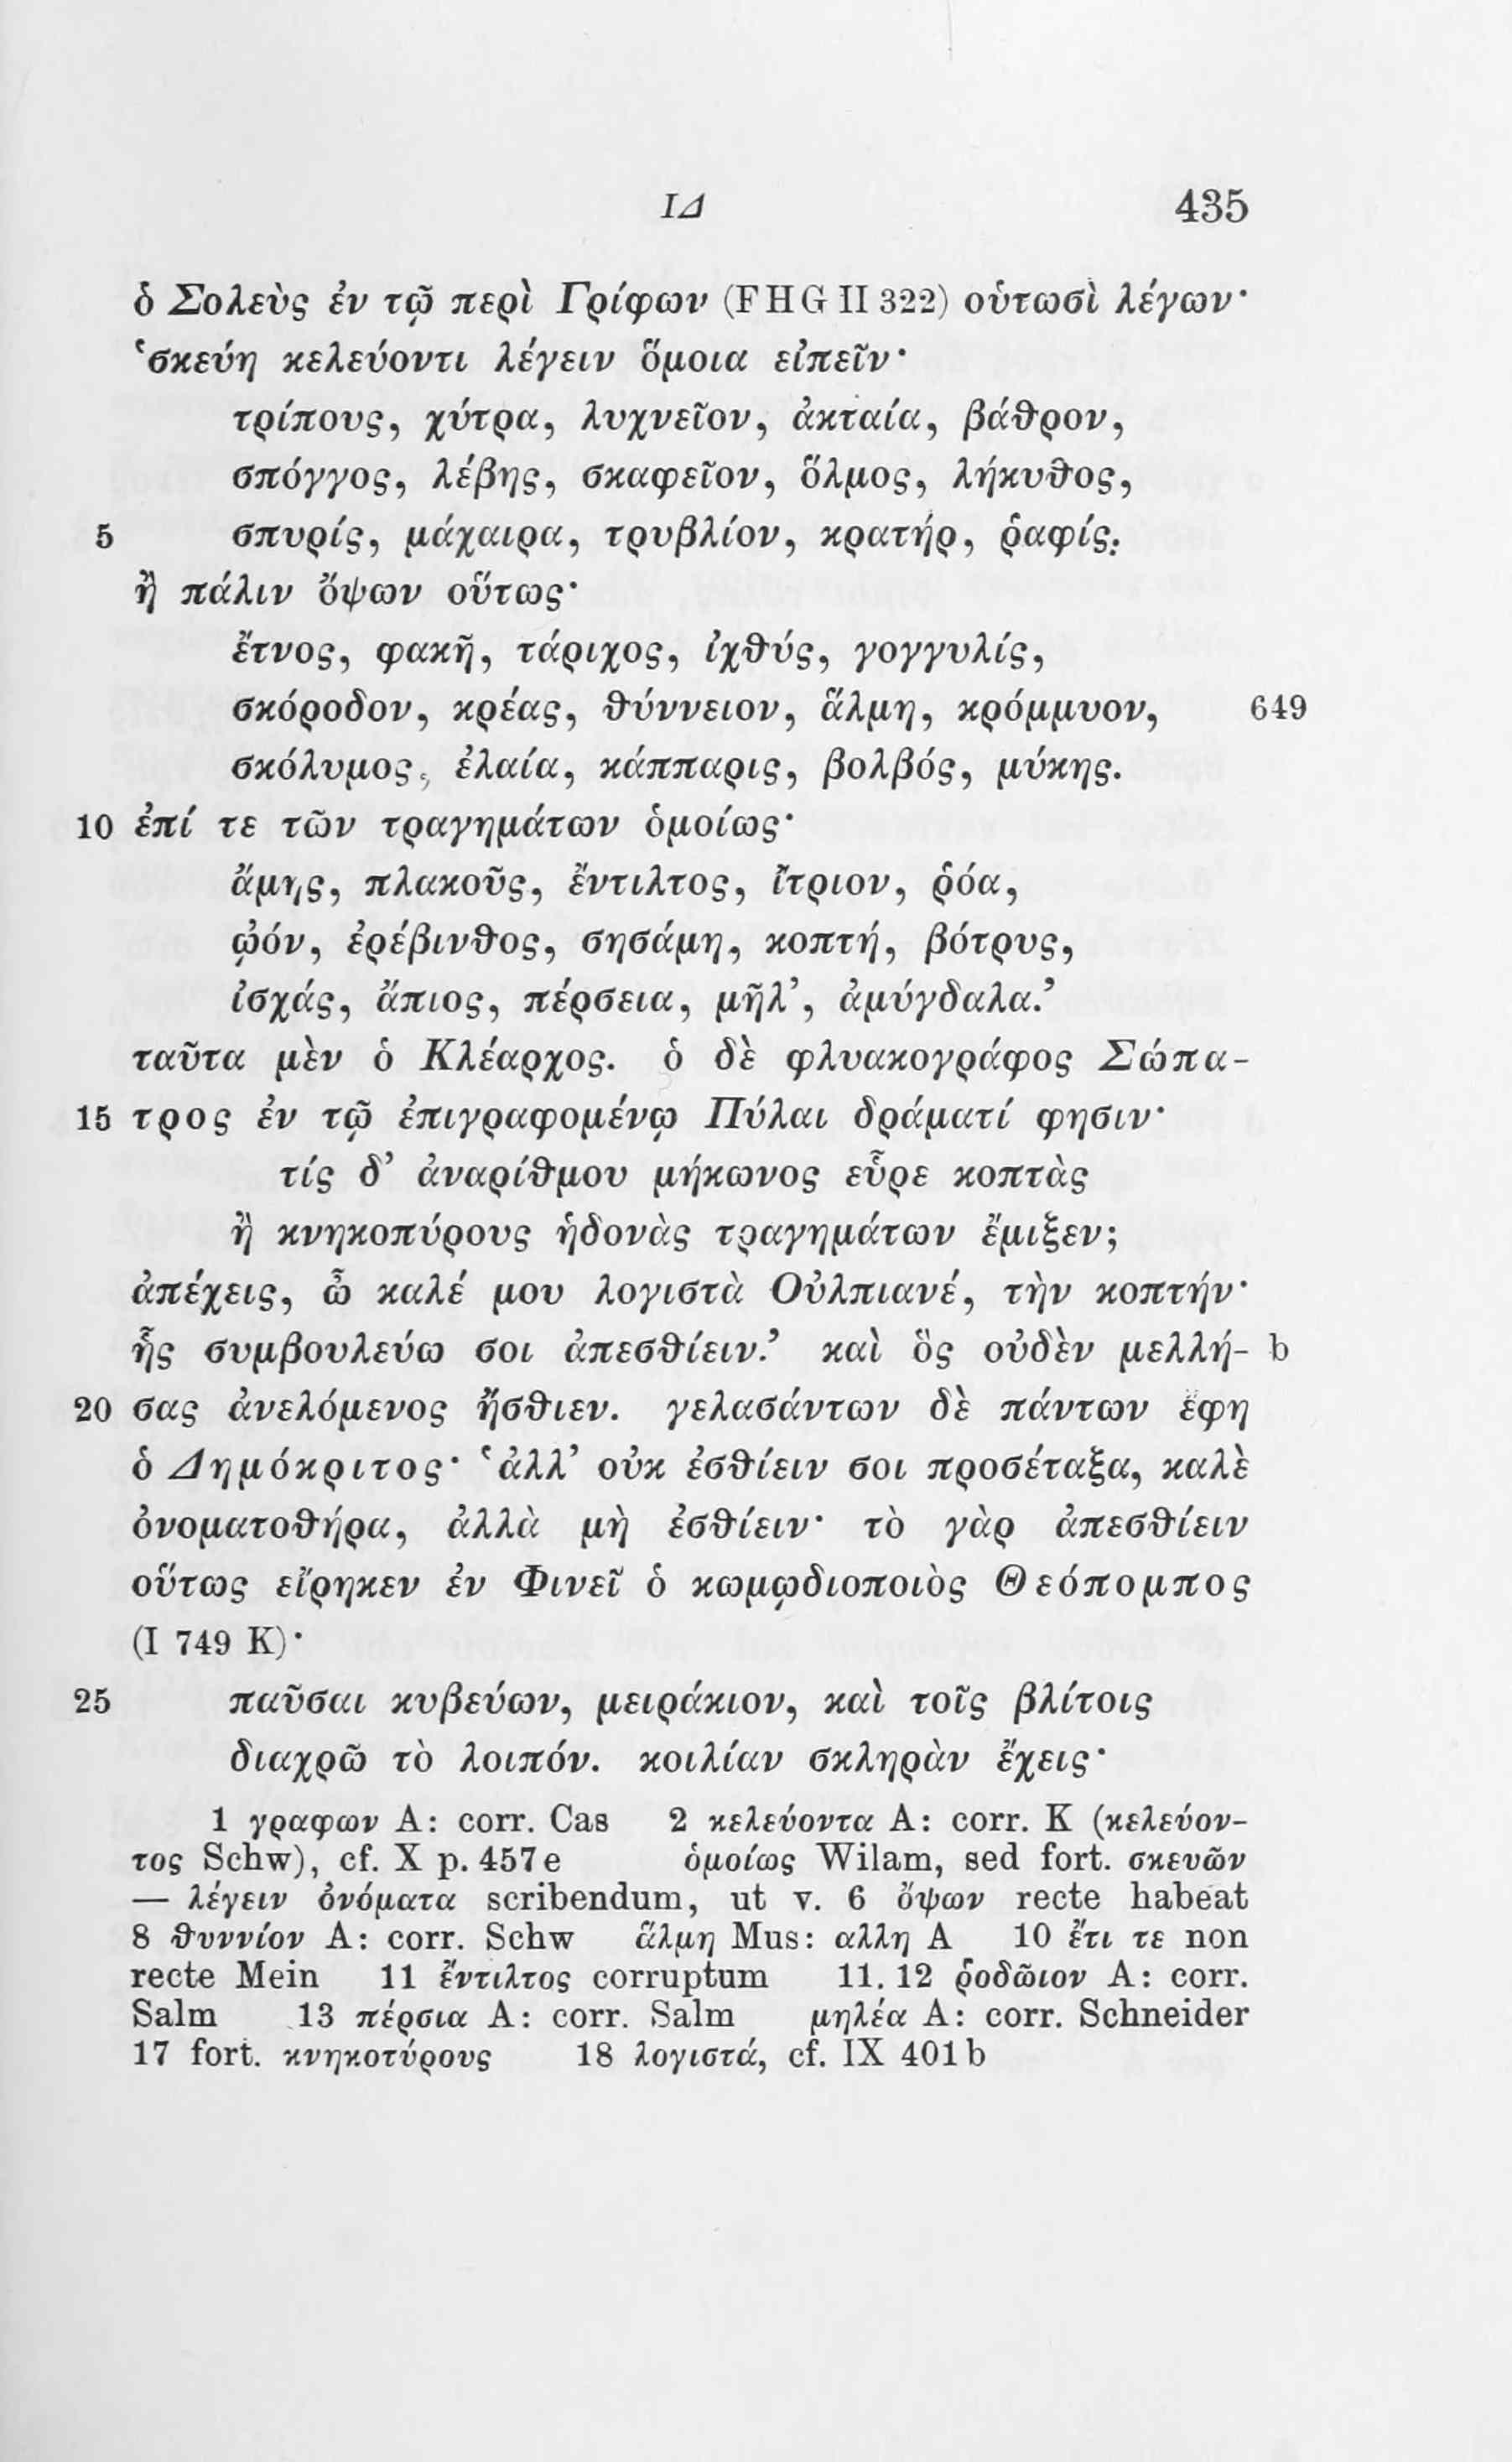 ΙΔ 435
ὁ Σολεὺς ἐν τῷ περὶ Γρίφων (FHG II 322) οὑτωσὶ λέγων·
‘σκεύη κελεύοντι λέγειν ὅμοια εἰπεῖν·
τρίπους, χύτρα, λυχνεῖον, ἀκταία, βάθρον,
σπόγγος, λέβης, σκαφεῖον, ὅλμος, λήκυθος,
5 σπυρίς, μάχαιρα, τρυβλίον, κρατήρ, ῥαφίς.
ἢ πάλιν ὄψων οὕτως·
ἔτνος, φακῆ, τάριχος, ἰχθύς, γογγυλίς,
σκόροδον, κρέας, θύννειον, ἅλμη, κρόμμυον, 649
σκόλυμος, ἐλαία, κάππαρις, βολβός, μύκης.
10 ἐπί τε τῶν τραγημάτων ὁμοίως·
ἄμης, πλακοῦς, ἔντιλτος, ἴτριον, ῥόα,
ᾠόν, ἐρέβινθος, σησάμη, κοπτή, βότρυς,
ἰσχάς, ἄπιος, πέρσεια, μῆλ’, ἀμύγδαλα.’
ταῦτα μὲν ὁ Κλέαρχος. ὁ δὲ φλυακογράφος Σώπα-
15 τρος ἐν τῷ ἐπιγραφομένῳ Πύλαι δράματί φησιν·
τίς δ’ ἀναρίθμου μήκωνος εὗρε κοπτὰς
ἢ κνηκοπύρους ἡδονὰς τραγημάτων ἔμιξεν;
ἀπέχεις, ὦ καλέ μου λογιστὰ Οὐλπιανέ, τὴν κοπτήν·
ἧς συμβουλεύω σοι ἀπεσθίειν.’ καὶ ὃς οὐδὲν μελλή- b
20 σας ἀνελόμενος ἤσθιεν. γελασάντων δὲ πάντων ἔφη
ὁ Δημόκριτος· ‘ἀλλ’ οὐκ ἐσθίειν σοι προσέταξα, καλὲ
ὀνοματοθήρα, ἀλλὰ μὴ ἐσθίειν· τὸ γὰρ ἀπεσθίειν
οὕτως εἴρηκεν ἐν Φινεῖ ὁ κωμῳδιοποιὸς Θεόπομπος
(I 749 K)·
25 παῦσαι κυβεύων, μειράκιον, καὶ τοῖς βλίτοις
διαχρῶ τὸ λοιπόν. κοιλίαν σκληρὰν ἔχεις·
1 γραφων A: corr. Cas 2 κελεύοντα A: corr. K (κελεύον-
τος Schw), cf. X p. 457e ὁμοίως Wilam, sed fort. σκευῶν
— λέγειν ὀνόματα scribendum, ut v. 6 ὄψων recte habeat
8 θυννίον A: corr. Schw ἅλμη Mus: αλλη A 10 ἔτι τε non
recte Mein 11 ἔντιλτος corruptum 11. 12 ῥοδῶιον A: corr.
Salm 13 πέρσια A: corr. Salm μηλέα A: corr. Schneider
17 fort. κνηκοτύρους 18 λογιστά, cf. IX 401b